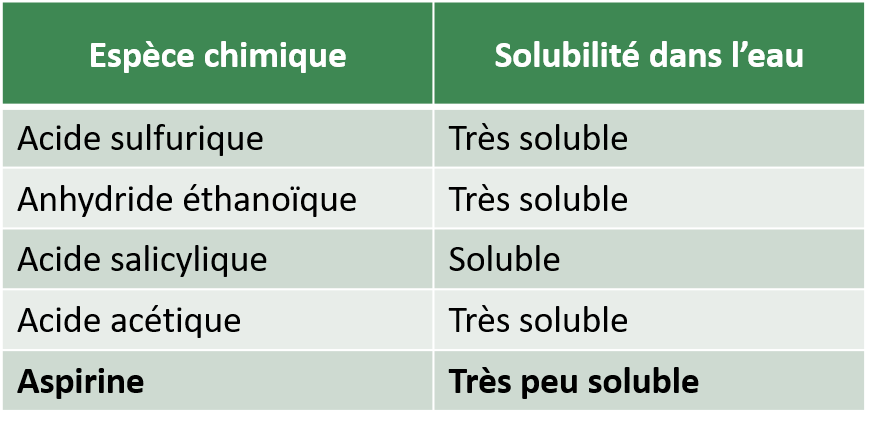 Espèce chimique Solubilité dans l’eau
Acide sulfurique Très soluble
Anhydride éthanoïque Très soluble
Acide salicylique Soluble
Acide acétique Très soluble
Aspirine Très peu soluble